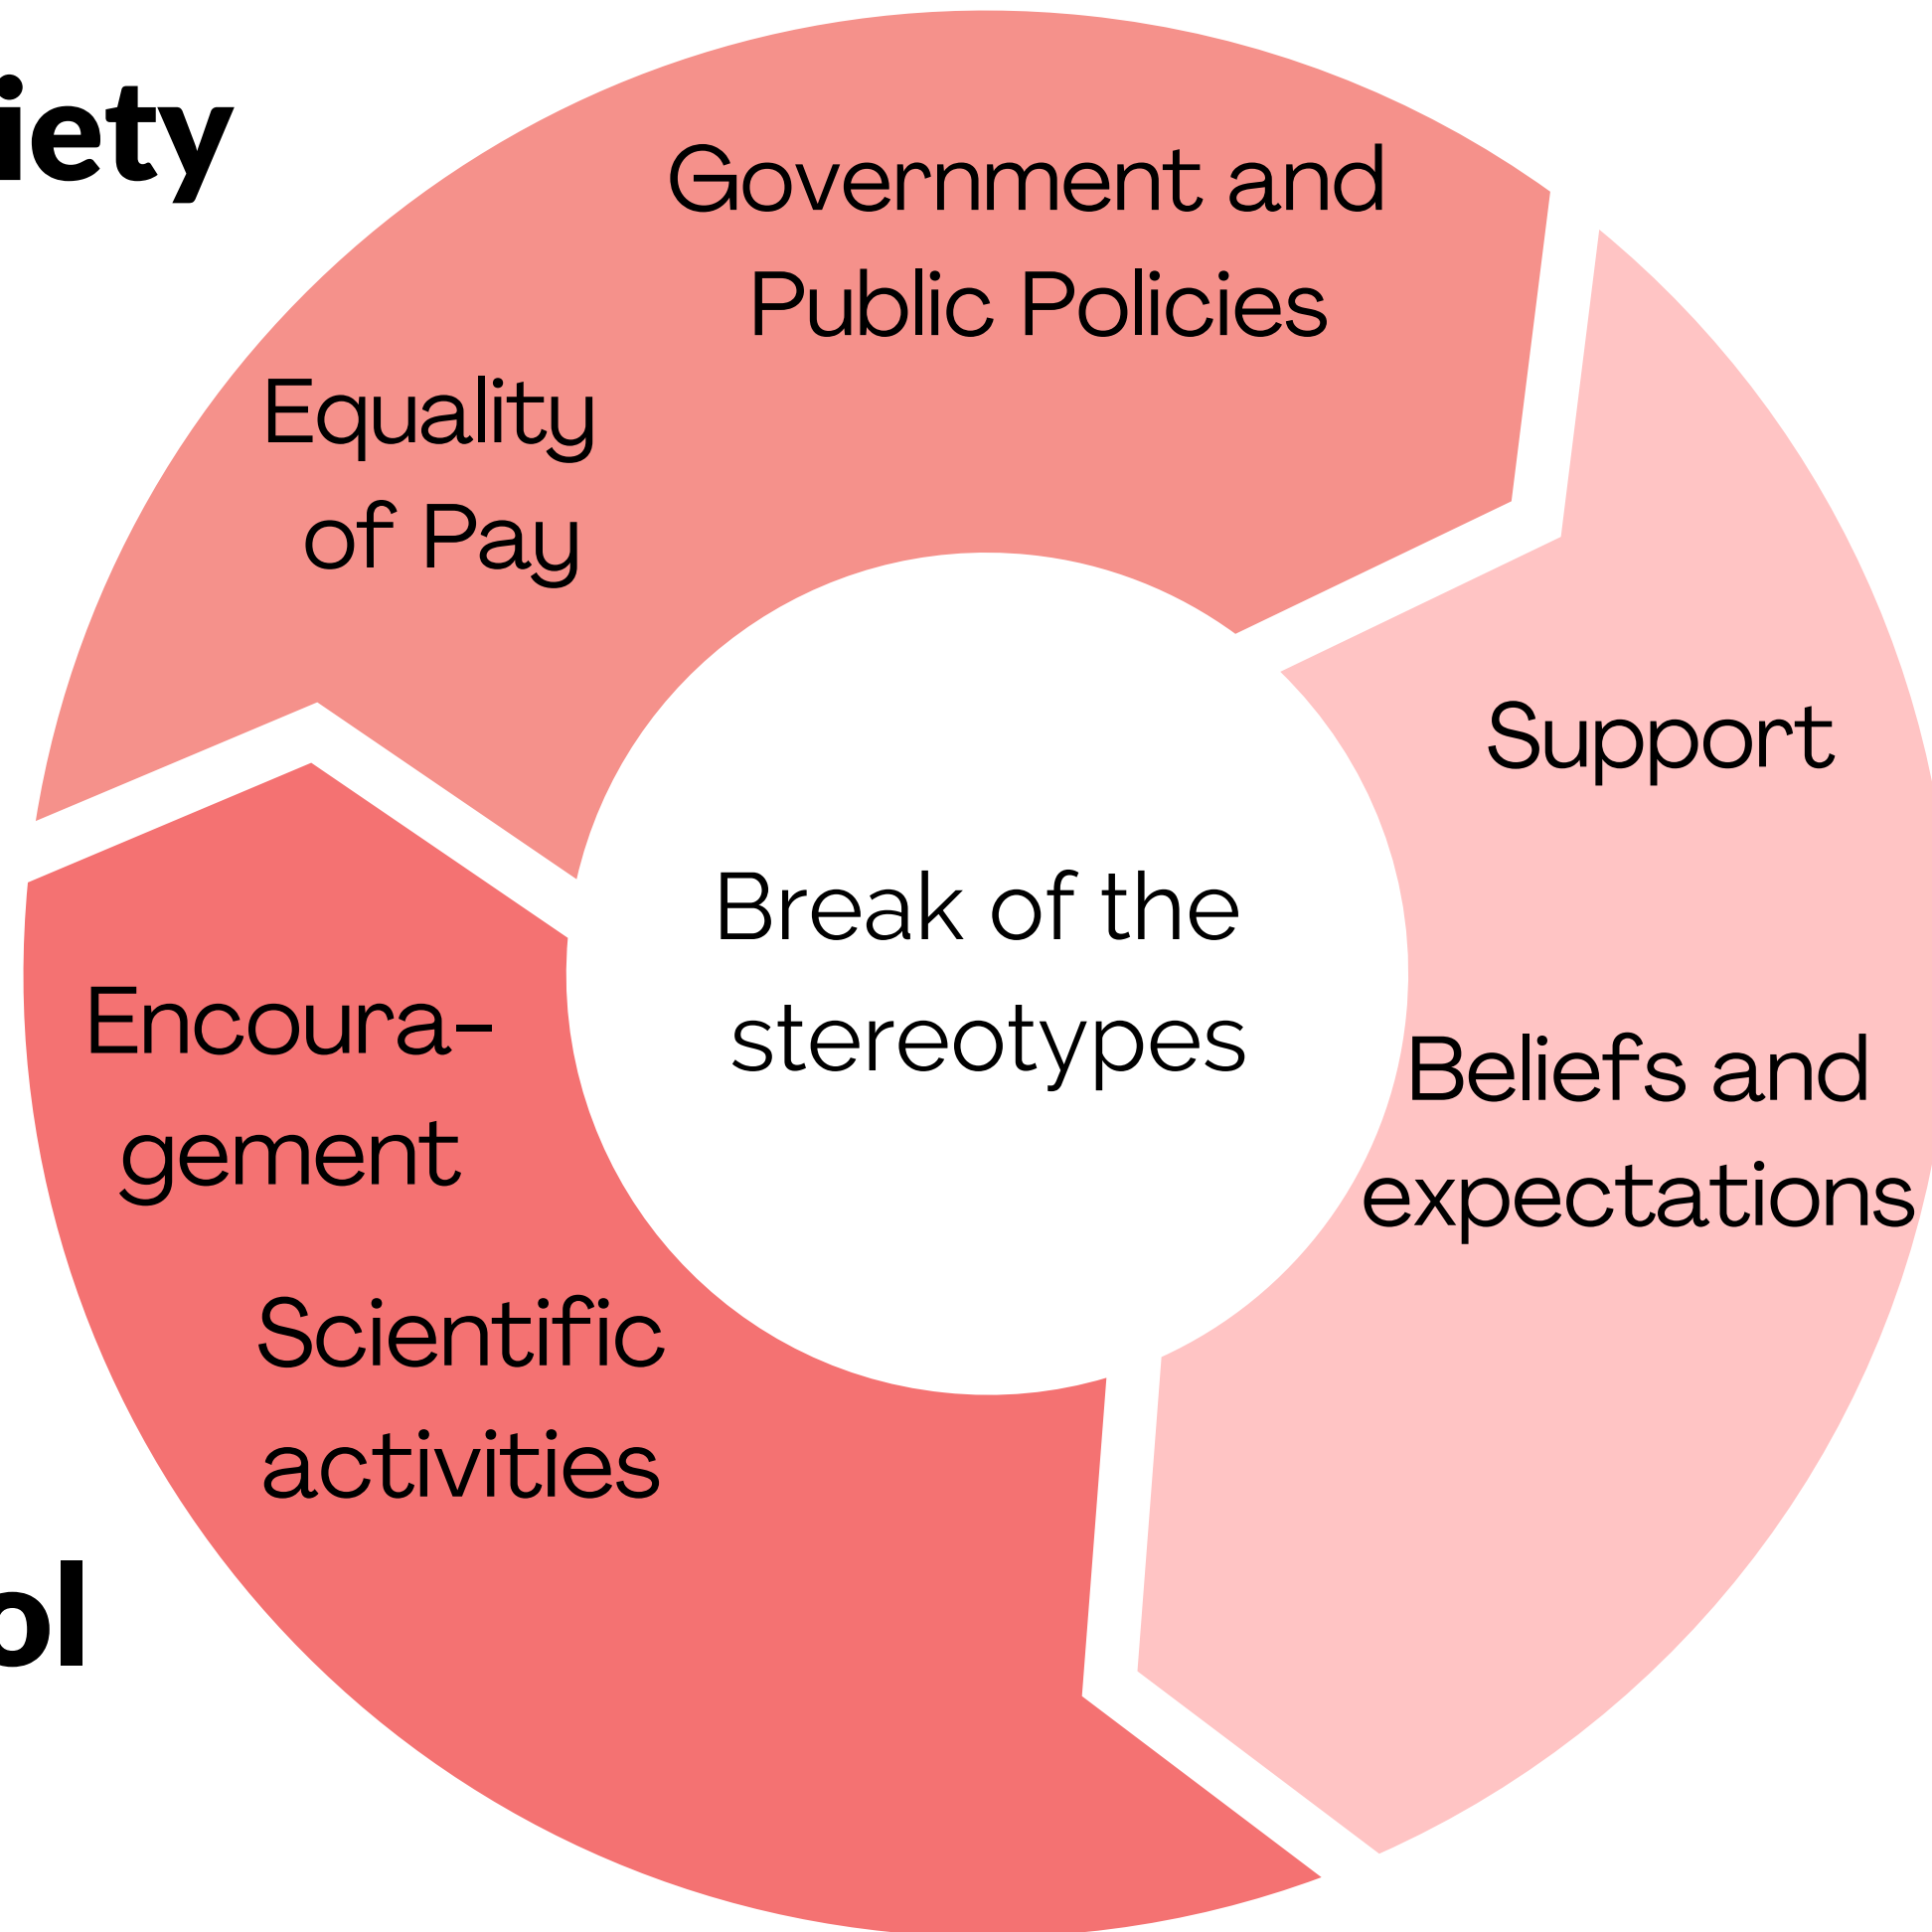 iety
Government and
Public Policies
Equality
of Pay
Support
Break of the
stereotypes
Beliefs and
expectations
Encoura-
gement
Scientific
activities
ol